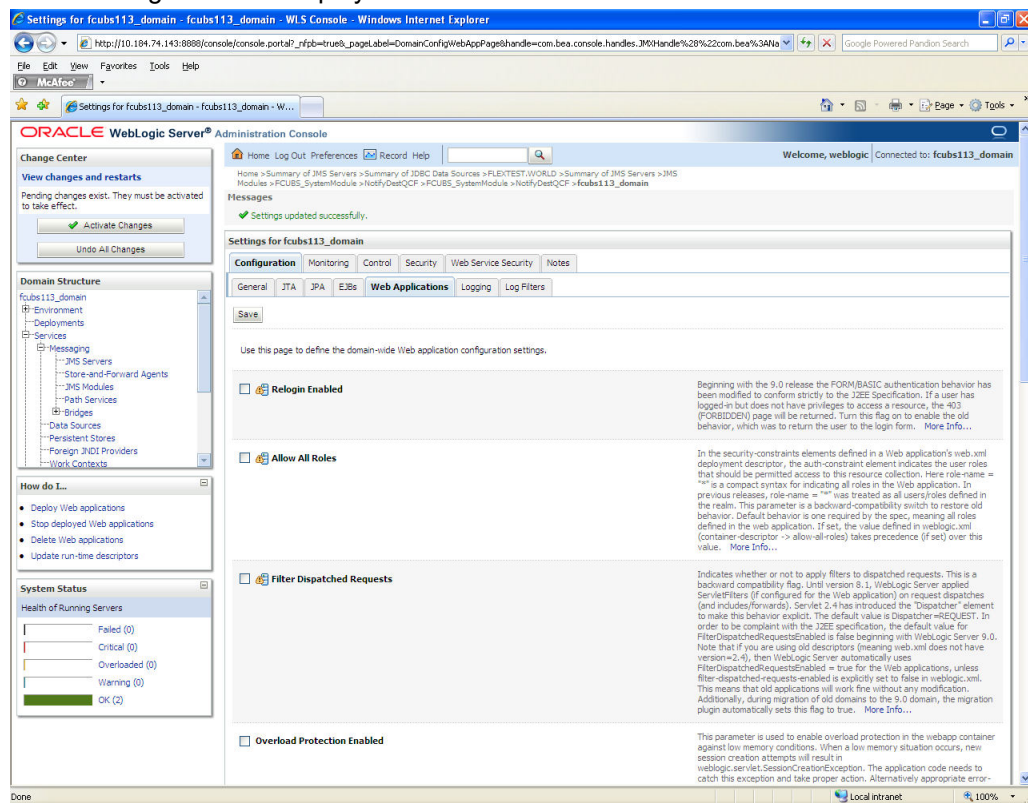 Settings for fcubs113_domain - fcubs113_domain - WLS Console - Windows Internet Explorer
http://10.184.74.143:8888/console/console.portal?_nfpb=true&_pageLabel=DomainConfigWebAppPage&handle=com.bea.console.handles.JMXHandle%28%22com.bea%3ANa
Google Powered Pandion Search
File Edit View Favorites Tools Help
McAfee
Settings for fcubs113_domain - fcubs113_domain - W...
Page Tools
ORACLE WebLogic Server® Administration Console
Change Center
View changes and restarts
Pending changes exist. They must be activated
to take effect.
Activate Changes
Undo All Changes
Domain Structure
fcubs113_domain
Environment
Deployments
Services
Messaging
JMS Servers
Store-and-Forward Agents
JMS Modules
Path Services
Bridges
Data Sources
Persistent Stores
Foreign JNDI Providers
Work Contexts
How do I...
Deploy Web applications
Stop deployed Web applications
Delete Web applications
Update run-time descriptors
System Status
Health of Running Servers
Failed (0)
Critical (0)
Overloaded (0)
Warning (0)
OK (2)
Home Log Out Preferences Record Help
Welcome, weblogic Connected to: fcubs113_domain
Home >Summary of JMS Servers >Summary of JDBC Data Sources >FLEXTEST.WORLD >Summary of JMS Servers >JMS
Modules >FCUBS_SystemModule >NotifyDestQCF >FCUBS_SystemModule >NotifyDestQCF >fcubs113_domain
Messages
Settings updated successfully.
Settings for fcubs113_domain
Configuration Monitoring Control Security Web Service Security Notes
General JTA JPA EJBs Web Applications Logging Log Filters
Save
Use this page to define the domain-wide Web application configuration settings.
Relogin Enabled
Beginning with the 9.0 release the FORM/BASIC authentication behavior has
been modified to conform strictly to the J2EE Specification. If a user has
logged-in but does not have privileges to access a resource, the 403
(FORBIDDEN) page will be returned. Turn this flag on to enable the old
behavior, which was to return the user to the login form. More Info...
Allow All Roles
In the security-constraints elements defined in a Web application's web.xml
deployment descriptor, the auth-constraint element indicates the user roles
that should be permitted access to this resource collection. Here role-name =
"*" is a compact syntax for indicating all roles in the Web application. In
previous releases, role-name = "*" was treated as all users/roles defined in
the realm. This parameter is a backward-compatibility switch to restore old
behavior. Default behavior is one required by the spec, meaning all roles
defined in the web application. If set, the value defined in weblogic.xml
(container-descriptor -> allow-all-roles) takes precedence (if set) over this
value. More Info...
Filter Dispatched Requests
Indicates whether or not to apply filters to dispatched requests. This is a
backward compatibility flag. Until version 8.1, WebLogic Server applied
ServletFilters (if configured for the Web application) on request dispatches
(and includes/forwards). Servlet 2.4 has introduced the "Dispatcher" element
to make this behavior explicit. The default value is Dispatcher=REQUEST. In
order to be complaint with the J2EE specification, the default value for
FilterDispatchedRequestsEnabled is false beginning with WebLogic Server 9.0.
Note that if you are using old descriptors (meaning web.xml does not have
version=2.4), then WebLogic Server automatically uses
FilterDispatchedRequestsEnabled = true for the Web applications, unless
filter-dispatched-requests-enabled is explicitly set to false in weblogic.xml.
This means that old applications will work fine without any modification.
Additionally, during migration of old domains to the 9.0 domain, the migration
plugin automatically sets this flag to true. More Info...
Overload Protection Enabled
This parameter is used to enable overload protection in the webapp container
against low memory conditions. When a low memory situation occurs, new
session creation attempts will result in
weblogic.servlet.SessionCreationException. The application code needs to
catch this exception and take proper action. Alternatively appropriate error-
Done
Local intranet
100%